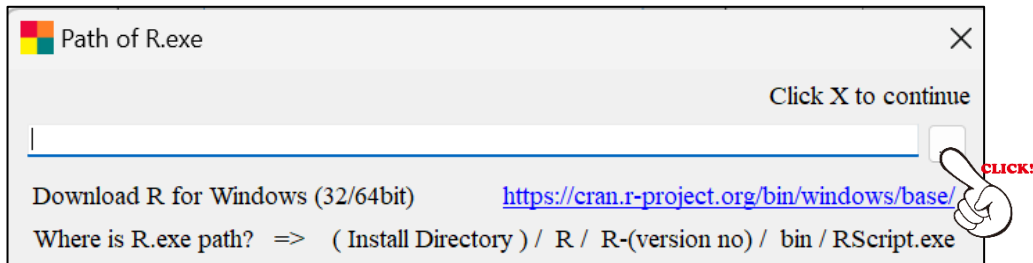 Path of R.exe
Click X to continue
CLICK!
Download R for Windows (32/64bit) https://cran.r-project.org/bin/windows/base/
Where is R.exe path? => ( Install Directory ) / R / R-(version no) / bin / RScript.exe